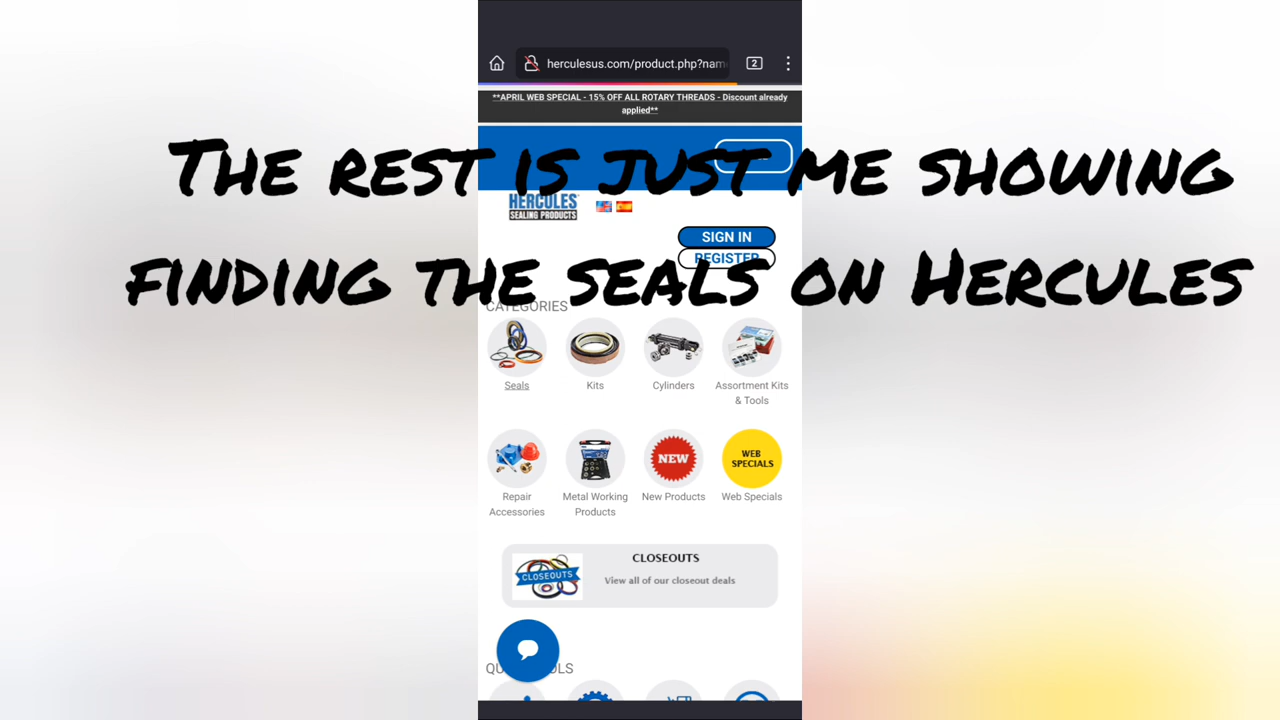 herculesus.com/product.php?nam
2
**APRIL WEB SPECIAL - 15% OFF ALL ROTARY THREADS - Discount already
applied**
THE REST IS JUST ME SHOWING
FINDING THE SEALS ON HERCULES
HERCULES
SEALING PRODUCTS
SIGN IN
REGISTER
CATEGORIES
Seals
Kits
Cylinders
Assortment Kits
& Tools
NEW
WEB
SPECIALS
Repair
Accessories
Metal Working
Products
New Products
Web Specials
CLOSEOUTS
CLOSEOUTS
View all of our closeout deals